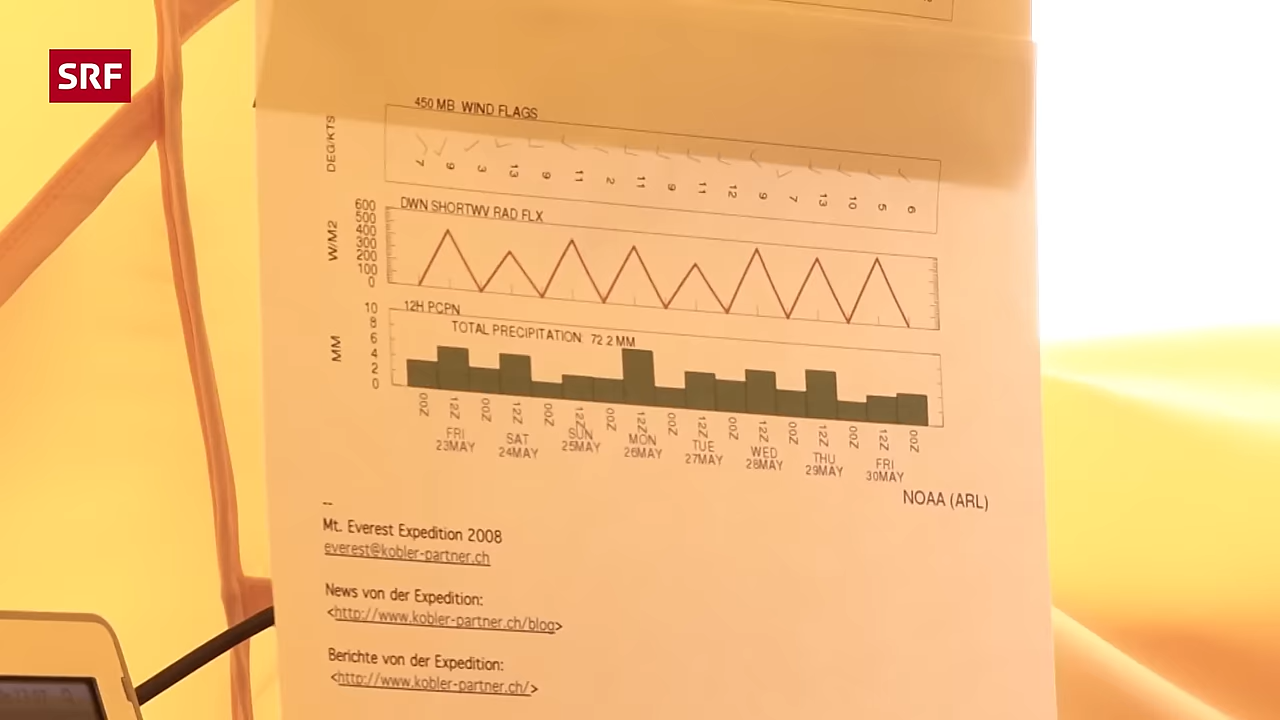 SRF
450 MB WIND FLAGS
DEG/KTS
7 9 3 13 9 11 2 11 9 11 12 9 7 13 10 5 6
DWN SHORTWV RAD FLX
W/M2
600
500
400
300
200
100
0
12H PCPN
TOTAL PRECIPITATION: 72.2 MM
MM
10
8
6
4
2
0
00Z 12Z 00Z 12Z 00Z 12Z 00Z 12Z 00Z 12Z 00Z 12Z 00Z 12Z 00Z 12Z 00Z
FRI SAT SUN MON TUE WED THU FRI
23MAY 24MAY 25MAY 26MAY 27MAY 28MAY 29MAY 30MAY
NOAA (ARL)
--
Mt. Everest Expedition 2008
everest@kobler-partner.ch
News von der Expedition:
<http://www.kobler-partner.ch/blog>
Berichte von der Expedition:
<http://www.kobler-partner.ch/>